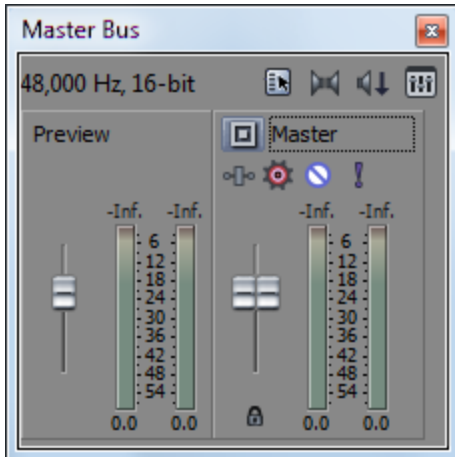 Master Bus
48,000 Hz, 16-bit
Preview
Master
-Inf. -Inf. -Inf. -Inf.
6 6
12 12
18 18
24 24
30 30
36 36
42 42
48 48
54 54
0.0 0.0 0.0 0.0